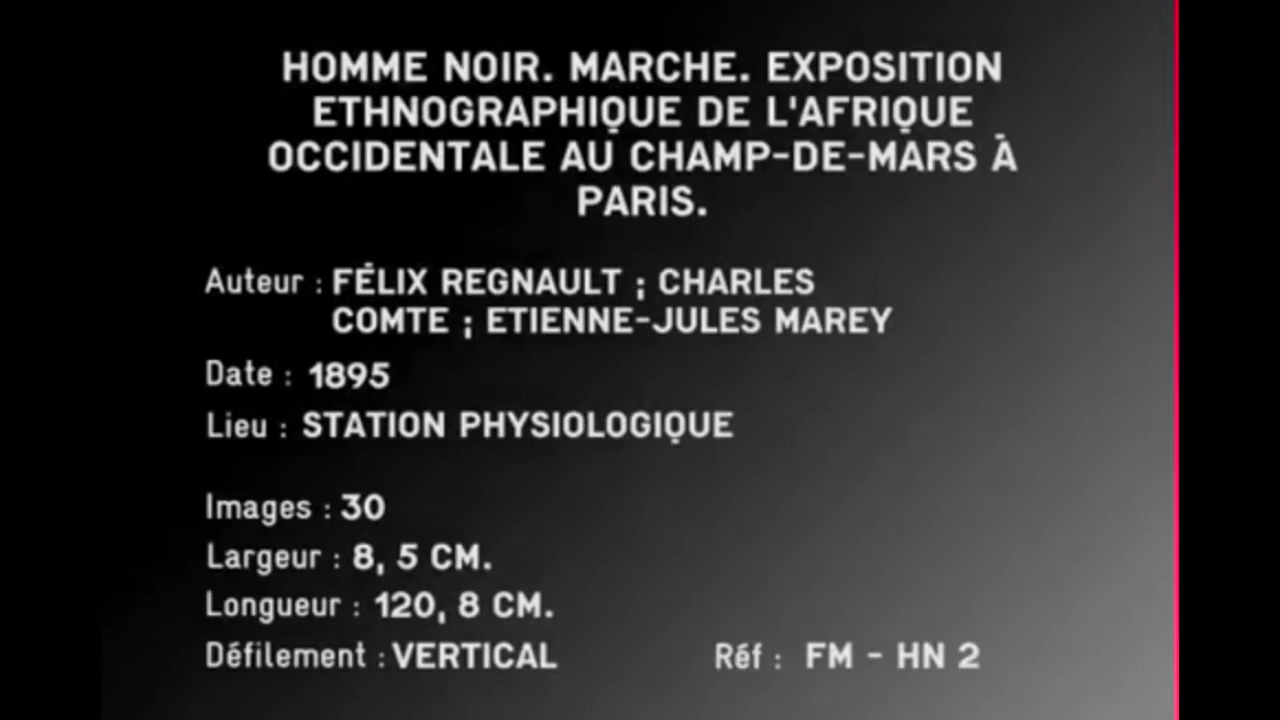 HOMME NOIR. MARCHE. EXPOSITION
ETHNOGRAPHIQUE DE L'AFRIQUE
OCCIDENTALE AU CHAMP-DE-MARS À
PARIS.
Auteur : FÉLIX REGNAULT ; CHARLES
COMTE ; ETIENNE-JULES MAREY
Date : 1895
Lieu : STATION PHYSIOLOGIQUE
Images : 30
Largeur : 8, 5 CM.
Longueur : 120, 8 CM.
Défilement : VERTICAL Réf : FM - HN 2